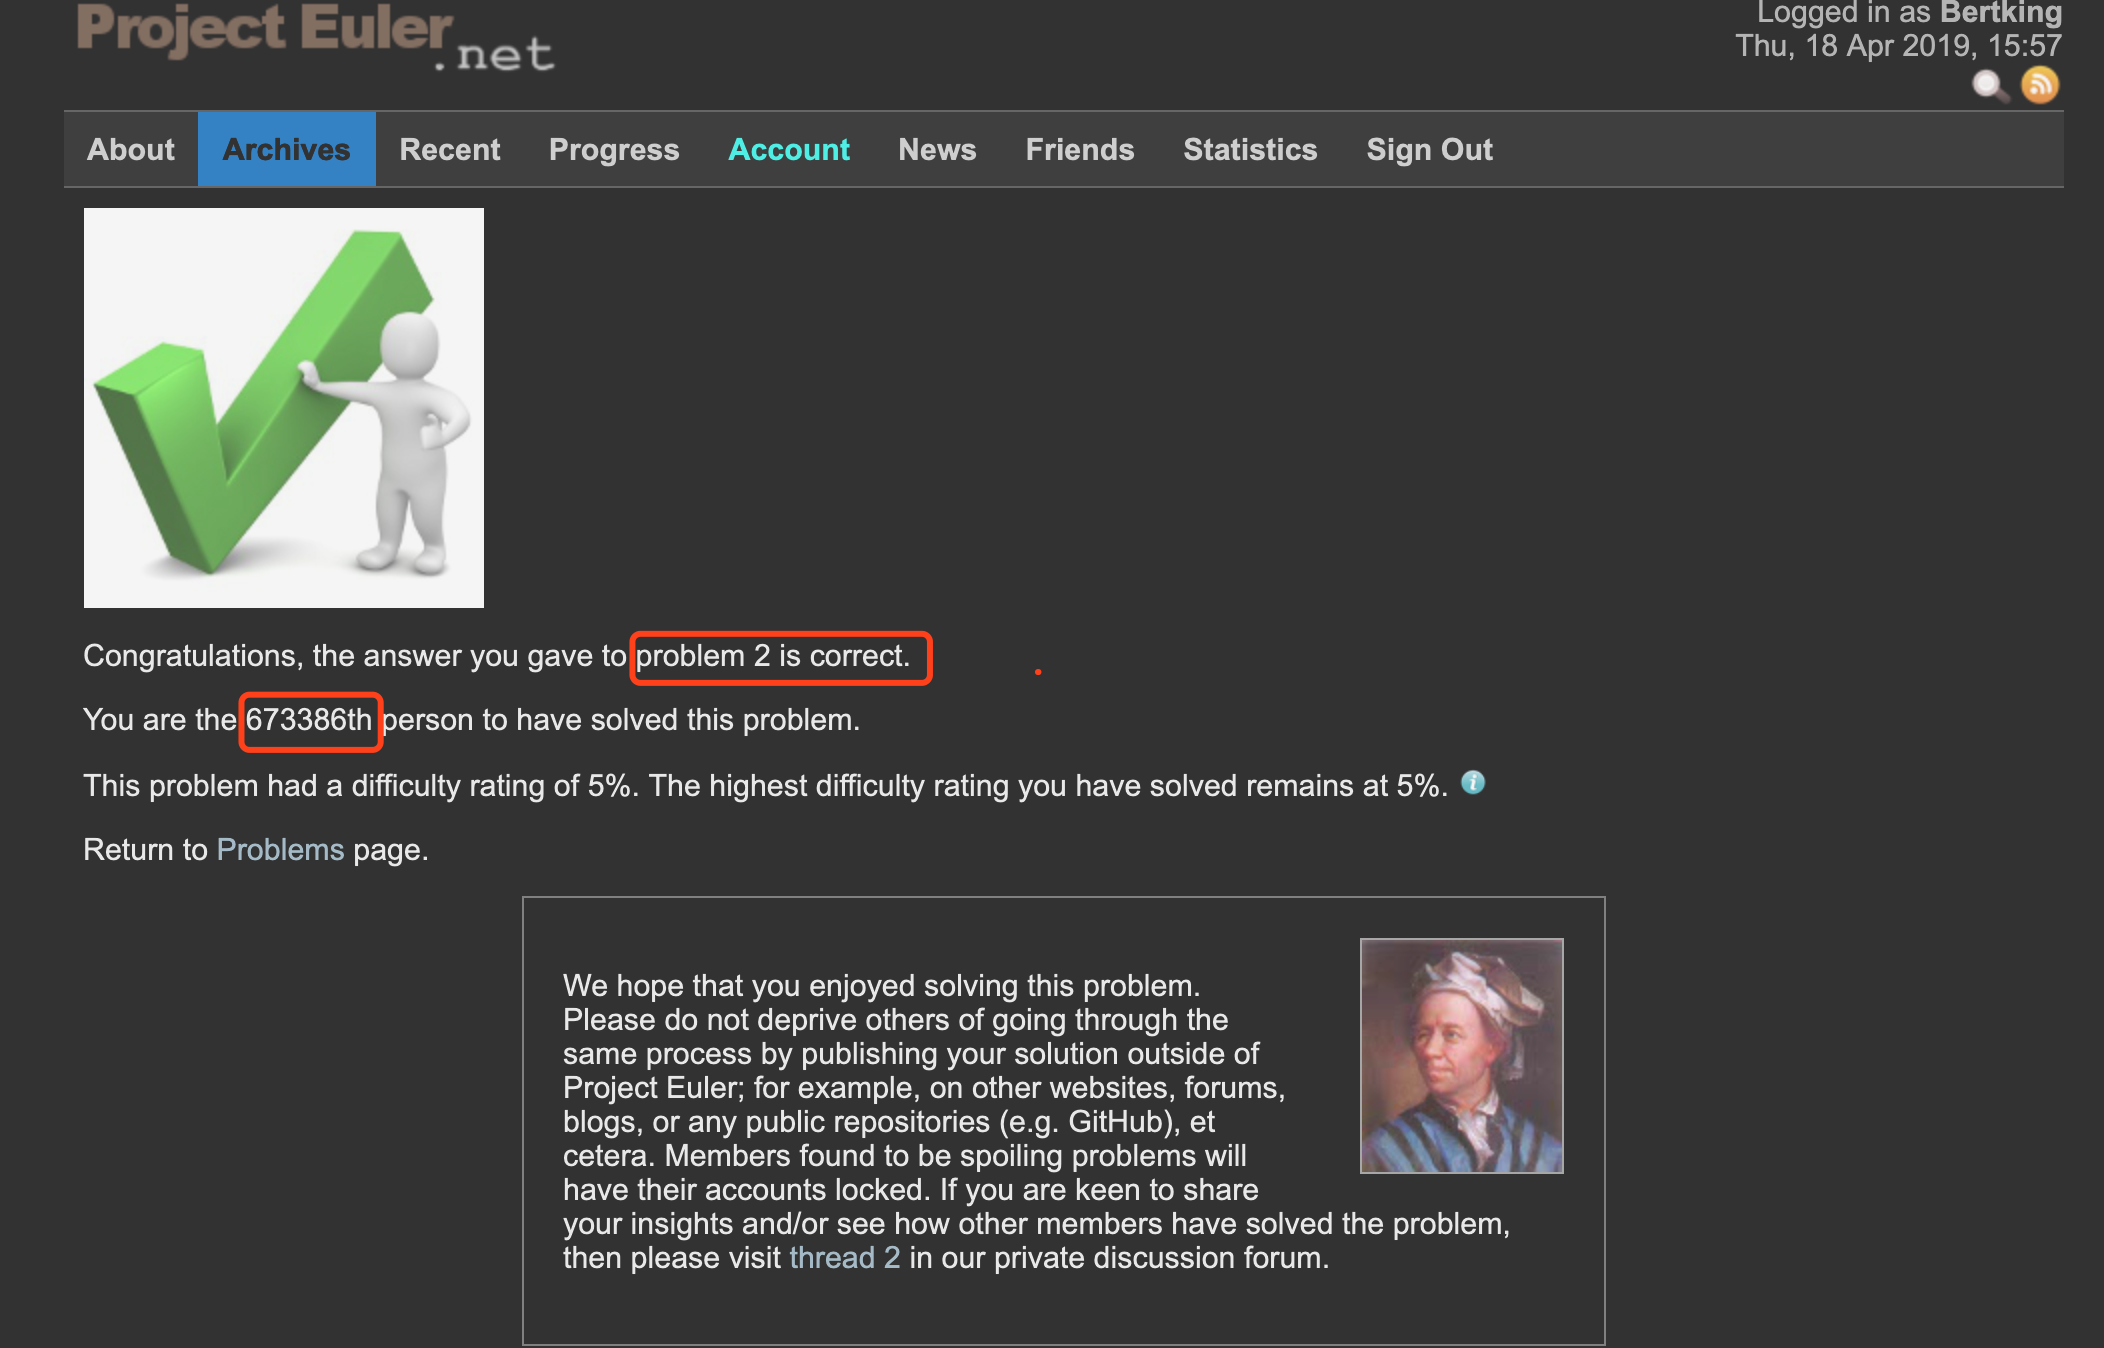 Project Euler
.net
Logged in as Bertking
Thu, 18 Apr 2019, 15:57
About Archives Recent Progress Account News Friends Statistics Sign Out
Congratulations, the answer you gave to problem 2 is correct.
You are the 673386th person to have solved this problem.
This problem had a difficulty rating of 5%. The highest difficulty rating you have solved remains at 5%.
Return to Problems page.
We hope that you enjoyed solving this problem.
Please do not deprive others of going through the
same process by publishing your solution outside of
Project Euler; for example, on other websites, forums,
blogs, or any public repositories (e.g. GitHub), et
cetera. Members found to be spoiling problems will
have their accounts locked. If you are keen to share
your insights and/or see how other members have solved the problem,
then please visit thread 2 in our private discussion forum.